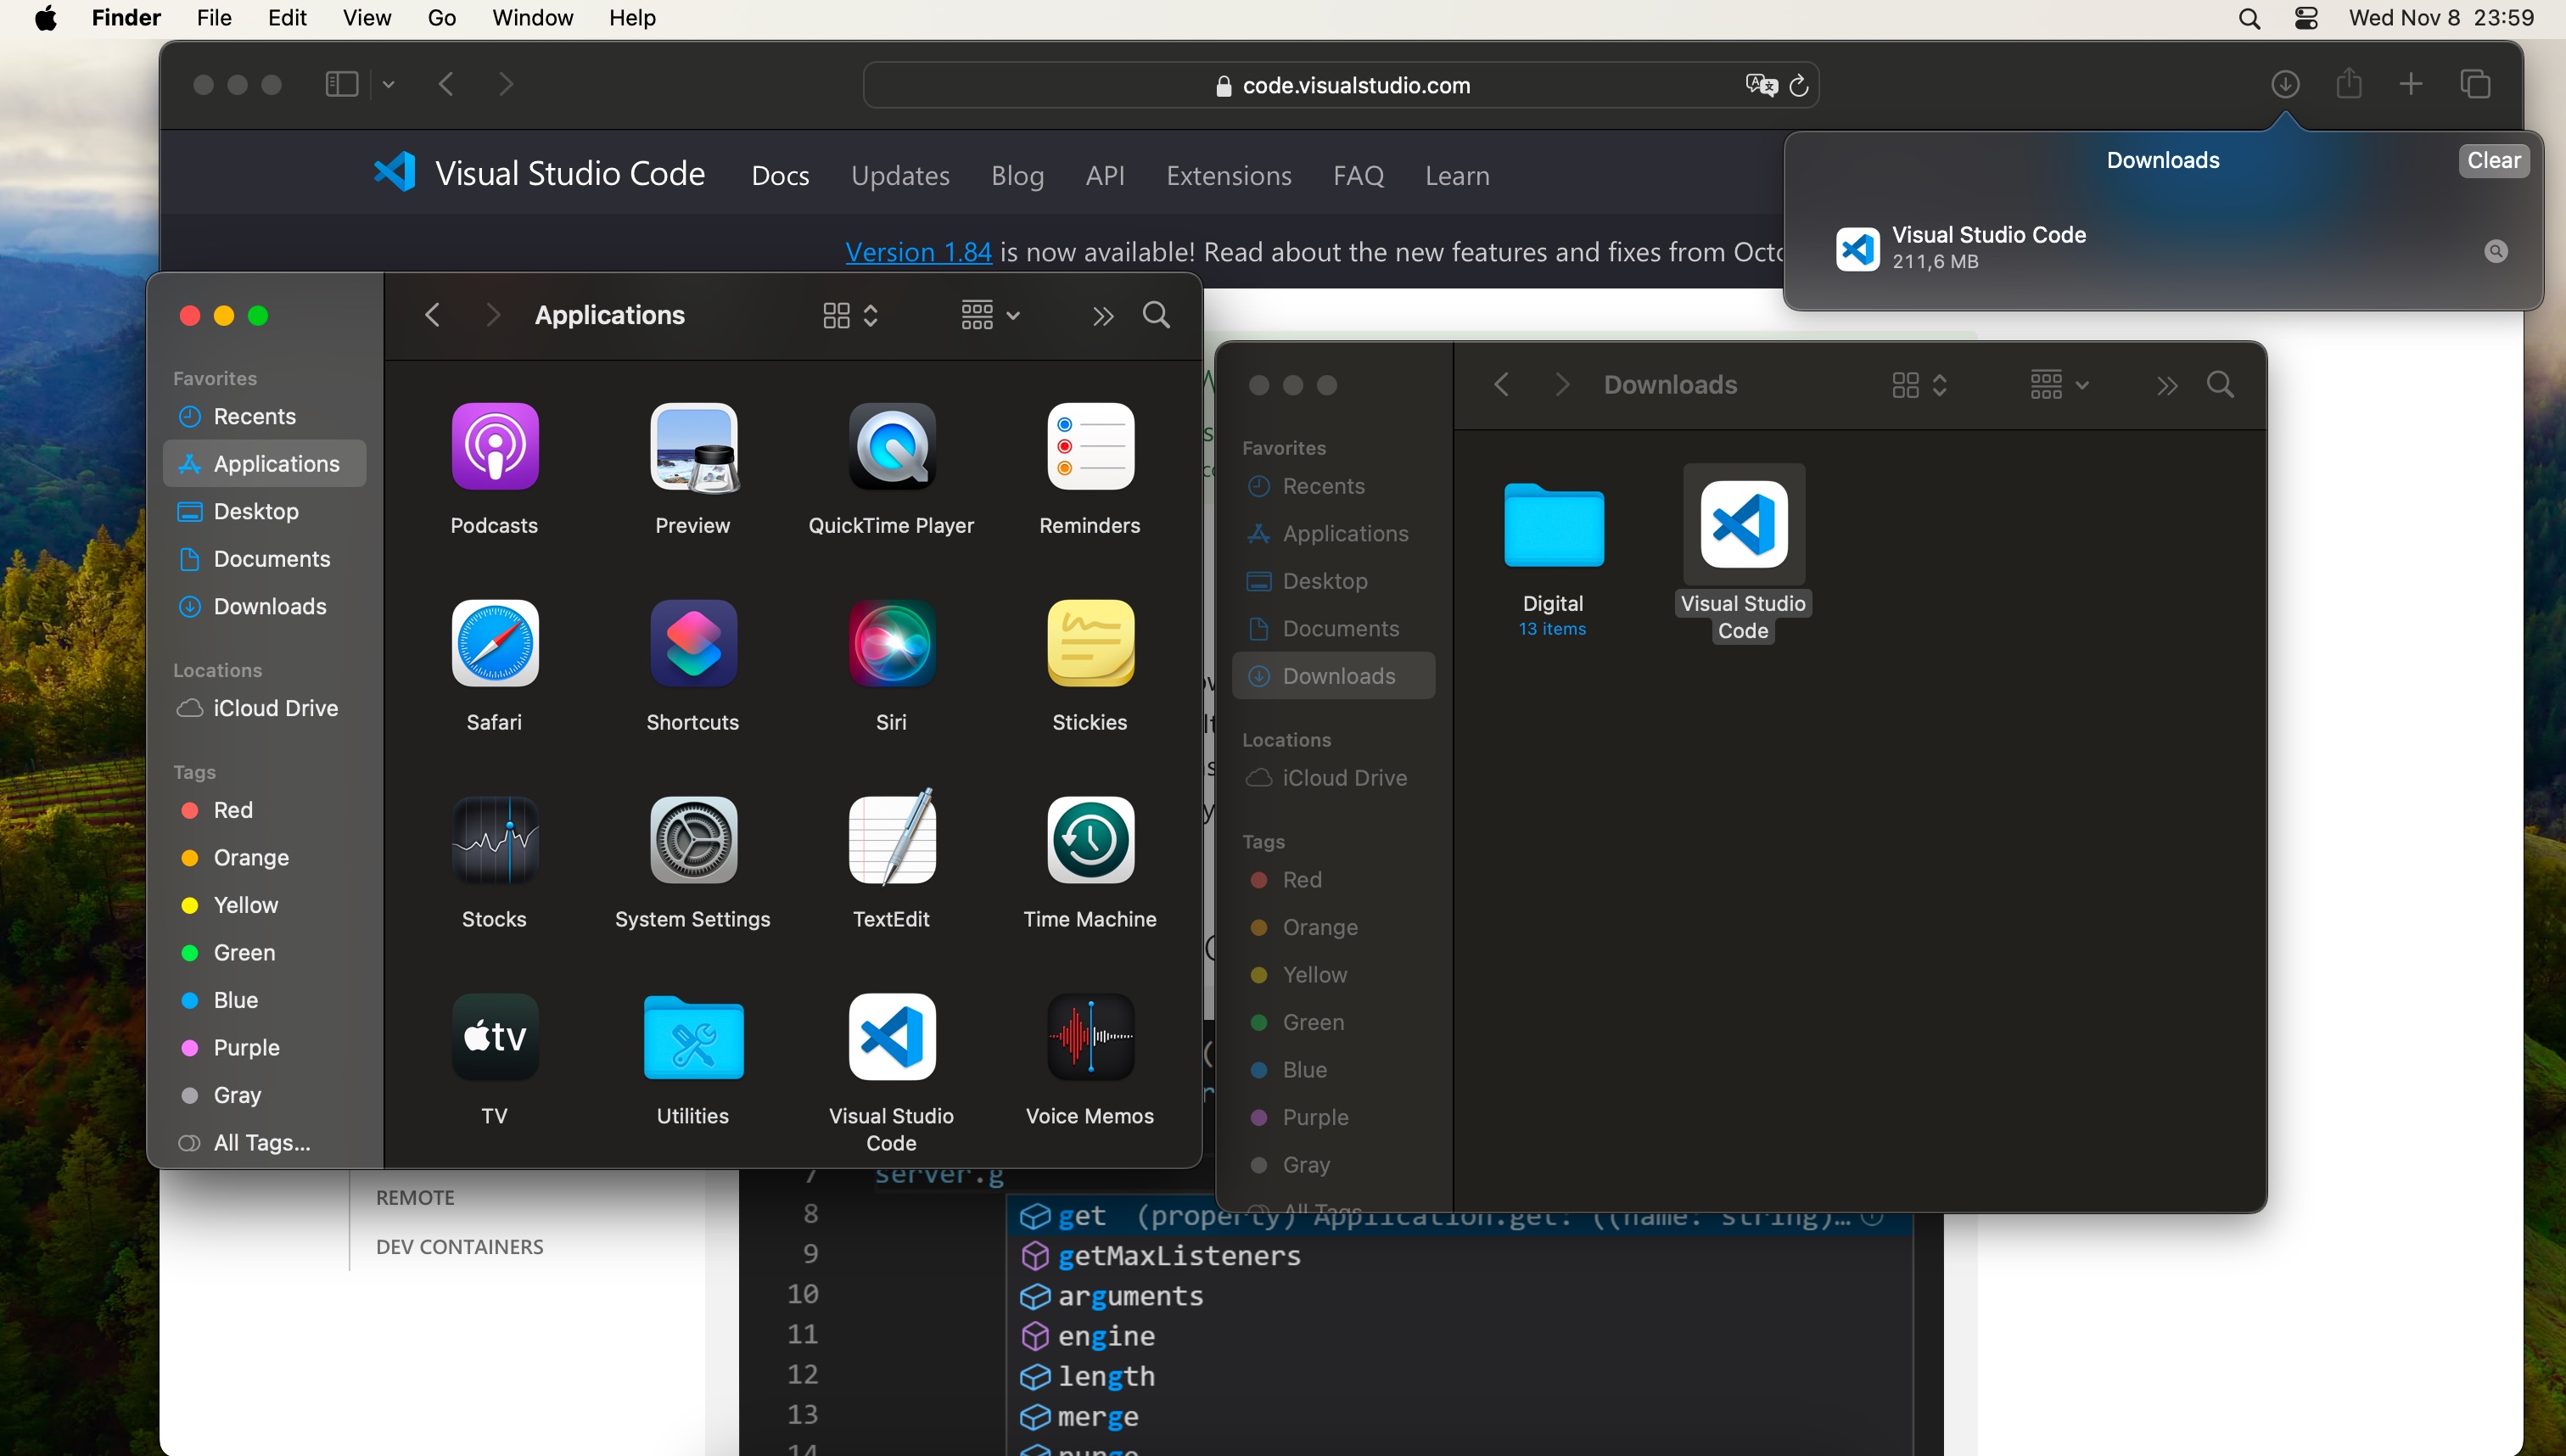 Finder File Edit View Go Window Help
Wed Nov 8 23:59
code.visualstudio.com
Visual Studio Code Docs Updates Blog API Extensions FAQ Learn
Version 1.84 is now available! Read about the new features and fixes from
Downloads
Clear
Visual Studio Code
211,6 MB
Applications
Favorites
Recents
Applications
Desktop
Documents
Downloads
Locations
iCloud Drive
Tags
Red
Orange
Yellow
Green
Blue
Purple
Gray
All Tags...
Podcasts Preview QuickTime Player Reminders
Safari Shortcuts Siri Stickies
Stocks System Settings TextEdit Time Machine
tv
TV Utilities Visual Studio Code Voice Memos
Downloads
Favorites
Recents
Applications
Desktop
Documents
Downloads
Locations
iCloud Drive
Tags
Red
Orange
Yellow
Green
Blue
Purple
Gray
All Tags
Digital
13 items
Visual Studio
Code
REMOTE
DEV CONTAINERS
7 server.g
8 get (property) Application.get: ((name: string)...
9 getMaxListeners
10 arguments
11 engine
12 length
13 merge
14 purge